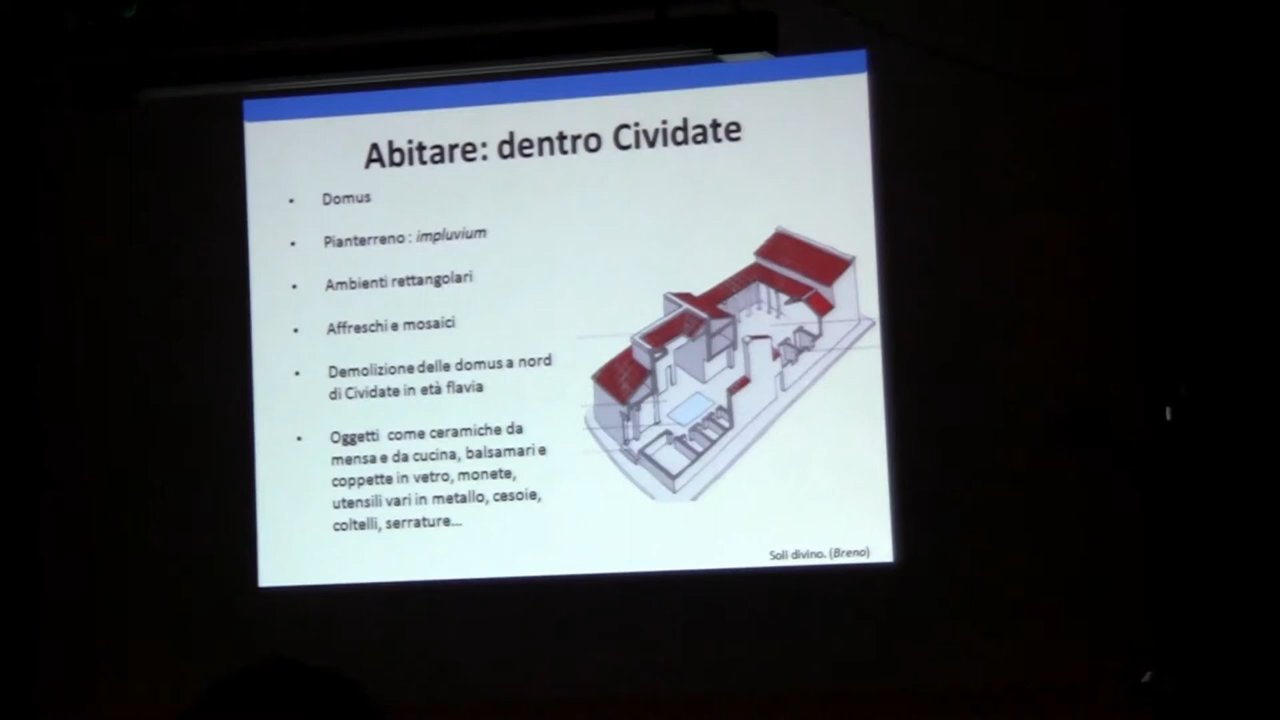 Abitare: dentro Cividate
• Domus
• Pianterreno : impluvium
• Ambienti rettangolari
• Affreschi e mosaici
• Demolizione delle domus a nord
di Cividate in età flavia
• Oggetti come ceramiche da
mensa e da cucina, balsamari e
coppette in vetro, monete,
utensili vari in metallo, cesoie,
coltelli, serrature...
Soli divino. (Breno)